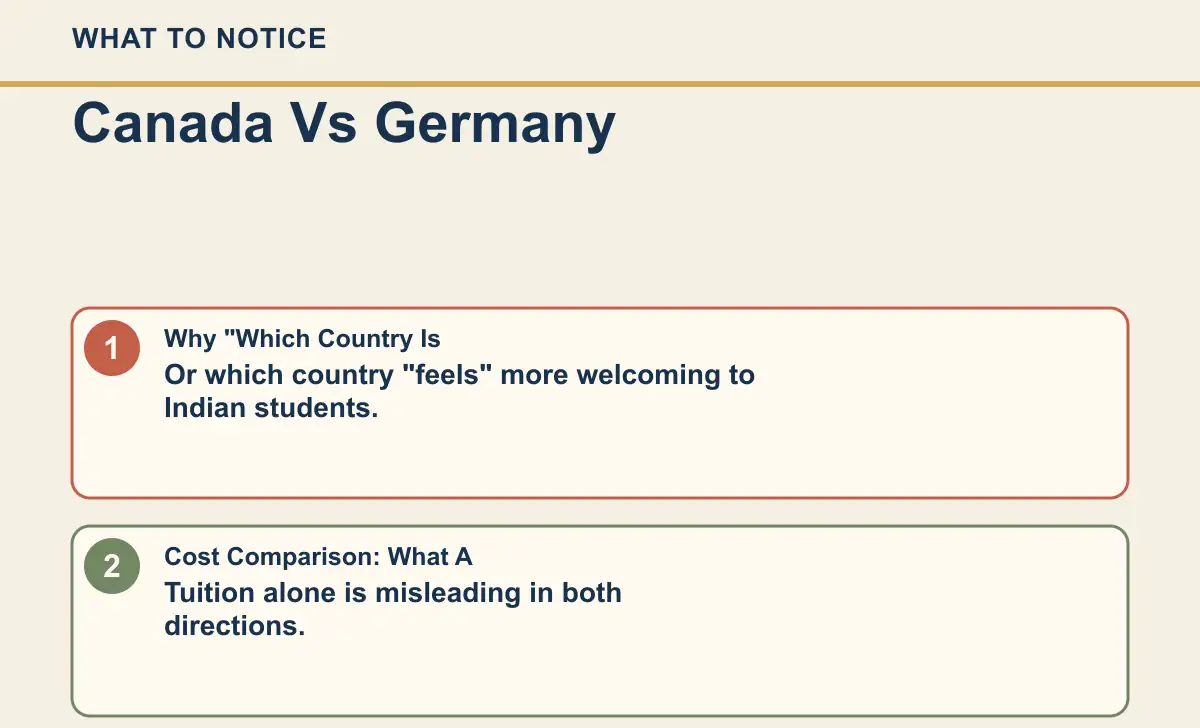 WHAT TO NOTICE
Canada Vs Germany
1
Why "Which Country Is
Or which country "feels" more welcoming to
Indian students.
2
Cost Comparison: What A
Tuition alone is misleading in both
directions.